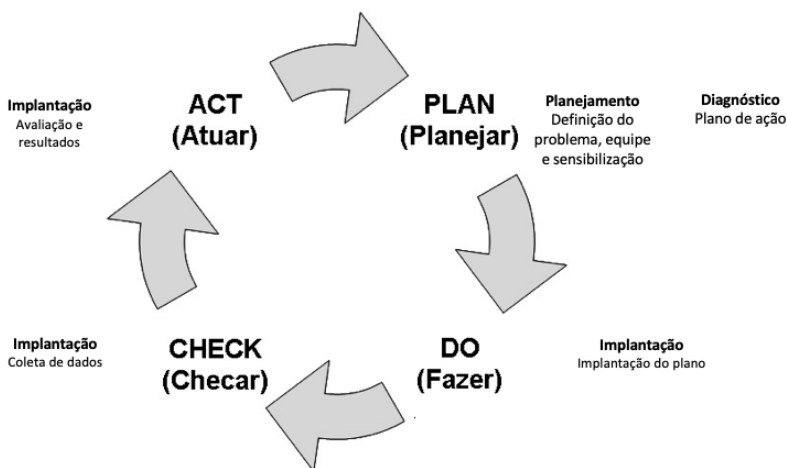 Implantação
Avaliação e
resultados
ACT
(Atuar)
PLAN
(Planejar)
Planejamento
Definição do
problema, equipe
e sensibilização
Diagnóstico
Plano de ação
Implantação
Coleta de dados
CHECK
(Checar)
DO
(Fazer)
Implantação
Implantação do plano